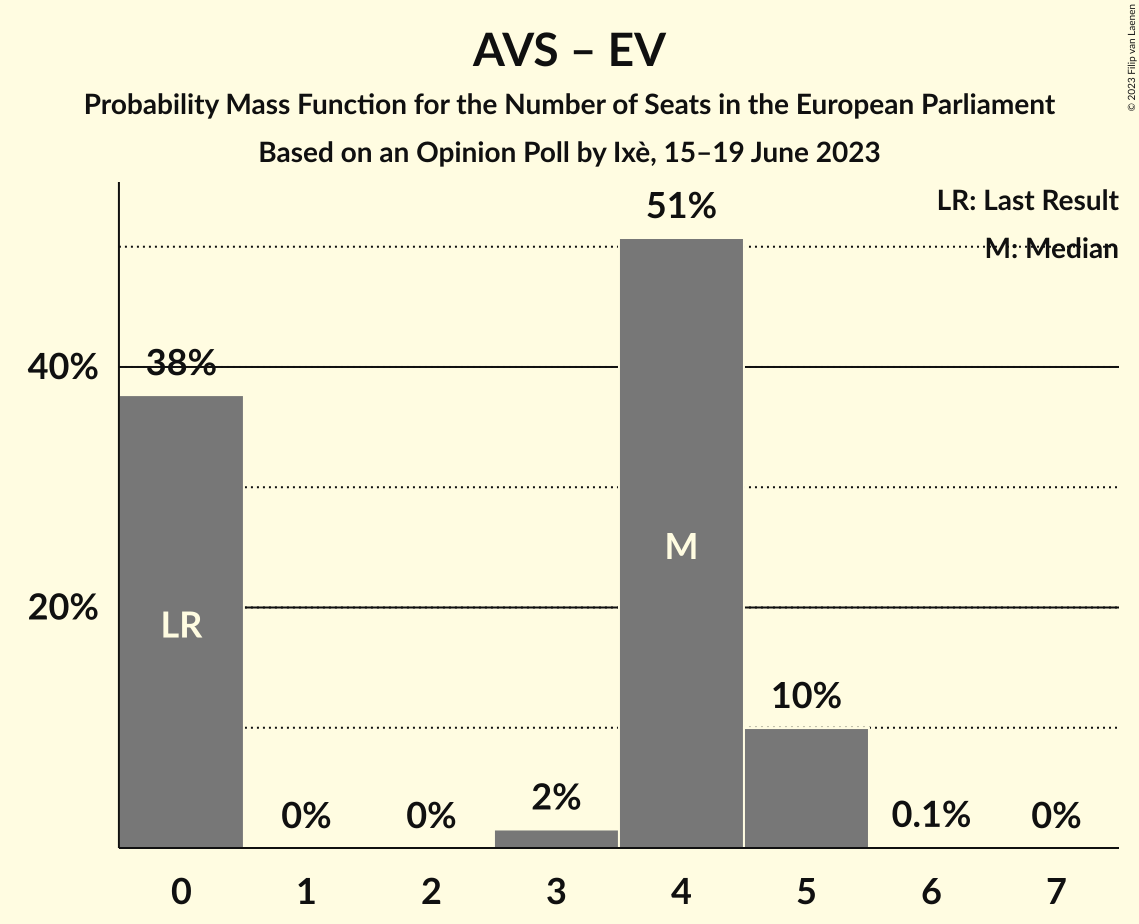 AVS – EV
Probability Mass Function for the Number of Seats in the European Parliament
Based on an Opinion Poll by Ixè, 15–19 June 2023
© 2023 Filip van Laenen
LR: Last Result
M: Median
51%
40%
38%
M
20%
LR
10%
2%
0%
0%
0.1%
0%
0 1 2 3 4 5 6 7